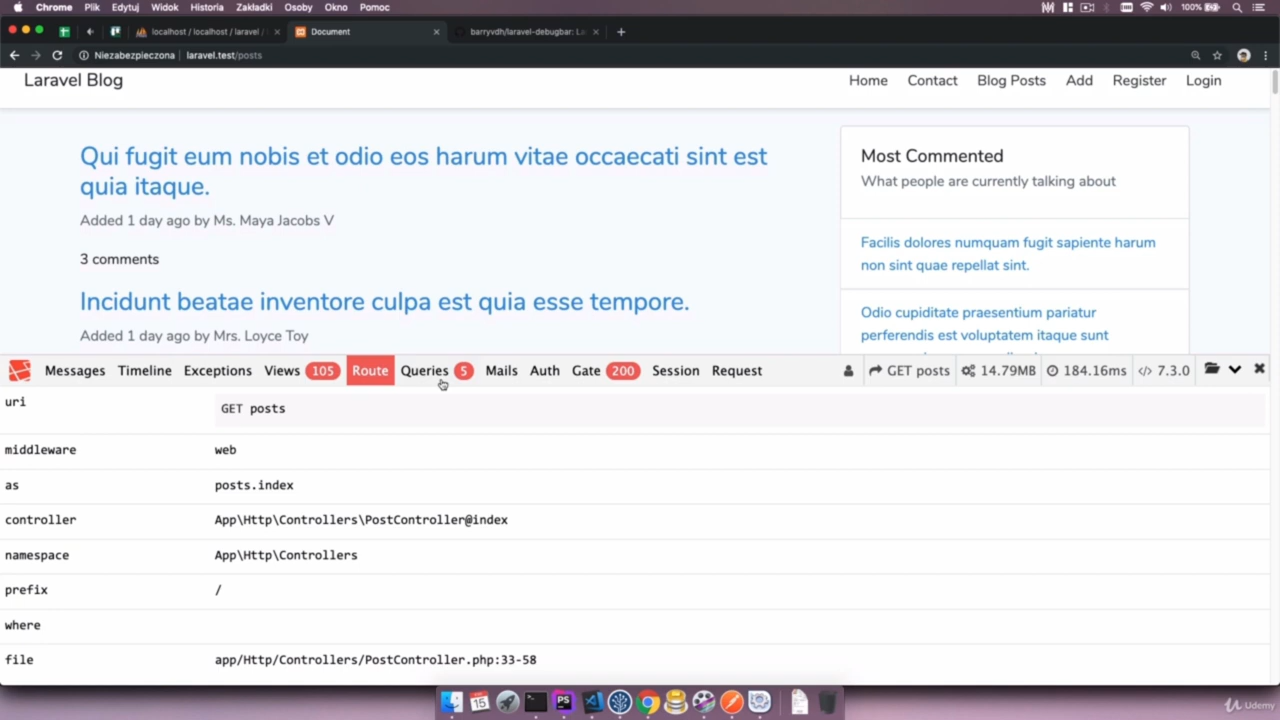 Chrome Plik Edytuj Widok Historia Zakładki Osoby Okno Pomoc 100%
localhost / localhost / laravel / Document barryvdh/laravel-debugbar: La
Niezabezpieczona laravel.test/posts
Laravel Blog Home Contact Blog Posts Add Register Login
Qui fugit eum nobis et odio eos harum vitae occaecati sint est
quia itaque.
Added 1 day ago by Ms. Maya Jacobs V
3 comments
Incidunt beatae inventore culpa est quia esse tempore.
Added 1 day ago by Mrs. Loyce Toy
Most Commented
What people are currently talking about
Facilis dolores numquam fugit sapiente harum
non sint quae repellat sint.
Odio cupiditate praesentium pariatur
perferendis est voluptatem itaque sunt
Messages Timeline Exceptions Views 105 Route Queries 5 Mails Auth Gate 200 Session Request GET posts 14.79MB 184.16ms 7.3.0
uri GET posts
middleware web
as posts.index
controller App\Http\Controllers\PostController@index
namespace App\Http\Controllers
prefix /
where
file app/Http/Controllers/PostController.php:33-58
15 PS
Udemy